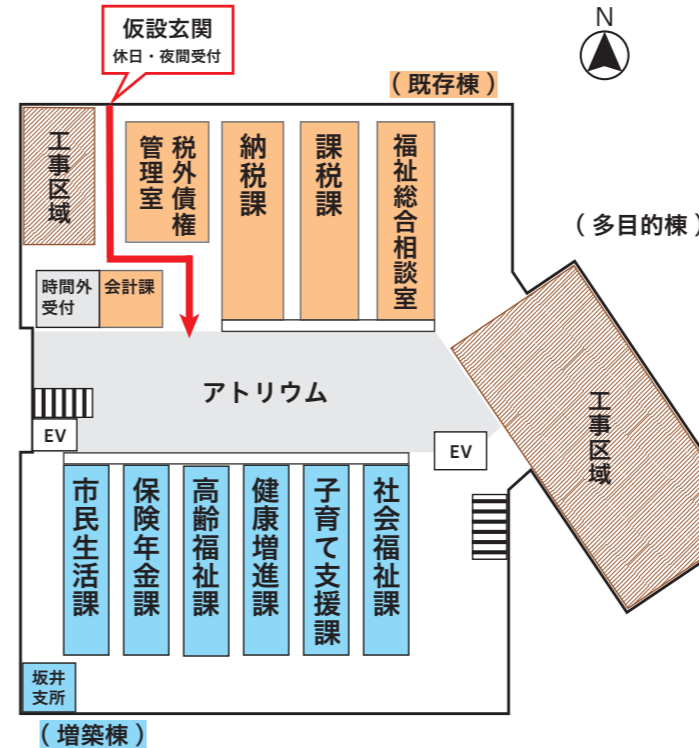 仮設玄関
休日・夜間受付
N
（既存棟）
工事区域
税外債権
管理室
納税課
課税課
福祉総合相談室
（多目的棟）
時間外
受付
会計課
アトリウム
工事区域
EV
EV
市民生活課
保険年金課
高齢福祉課
健康増進課
子育て支援課
社会福祉課
坂井
支所
（増築棟）